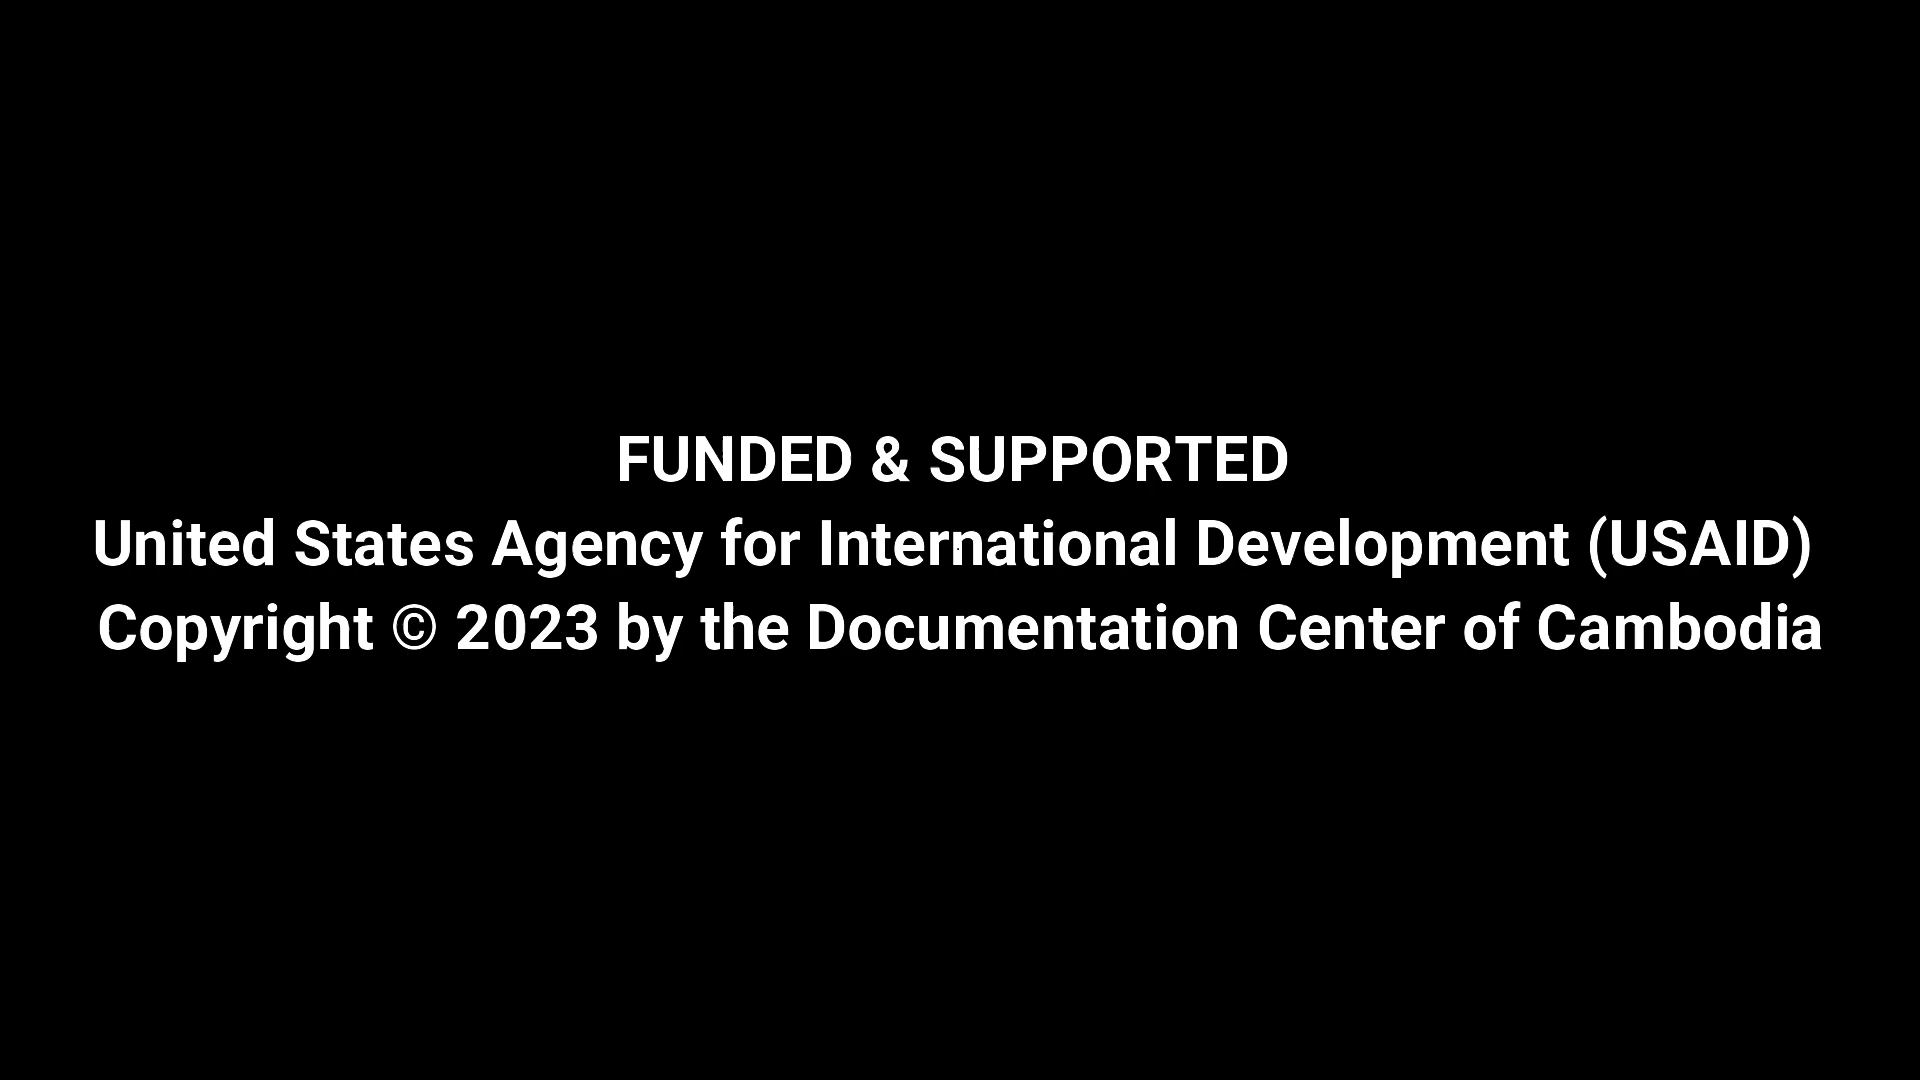 FUNDED & SUPPORTED
United States Agency for International Development (USAID)
Copyright © 2023 by the Documentation Center of Cambodia